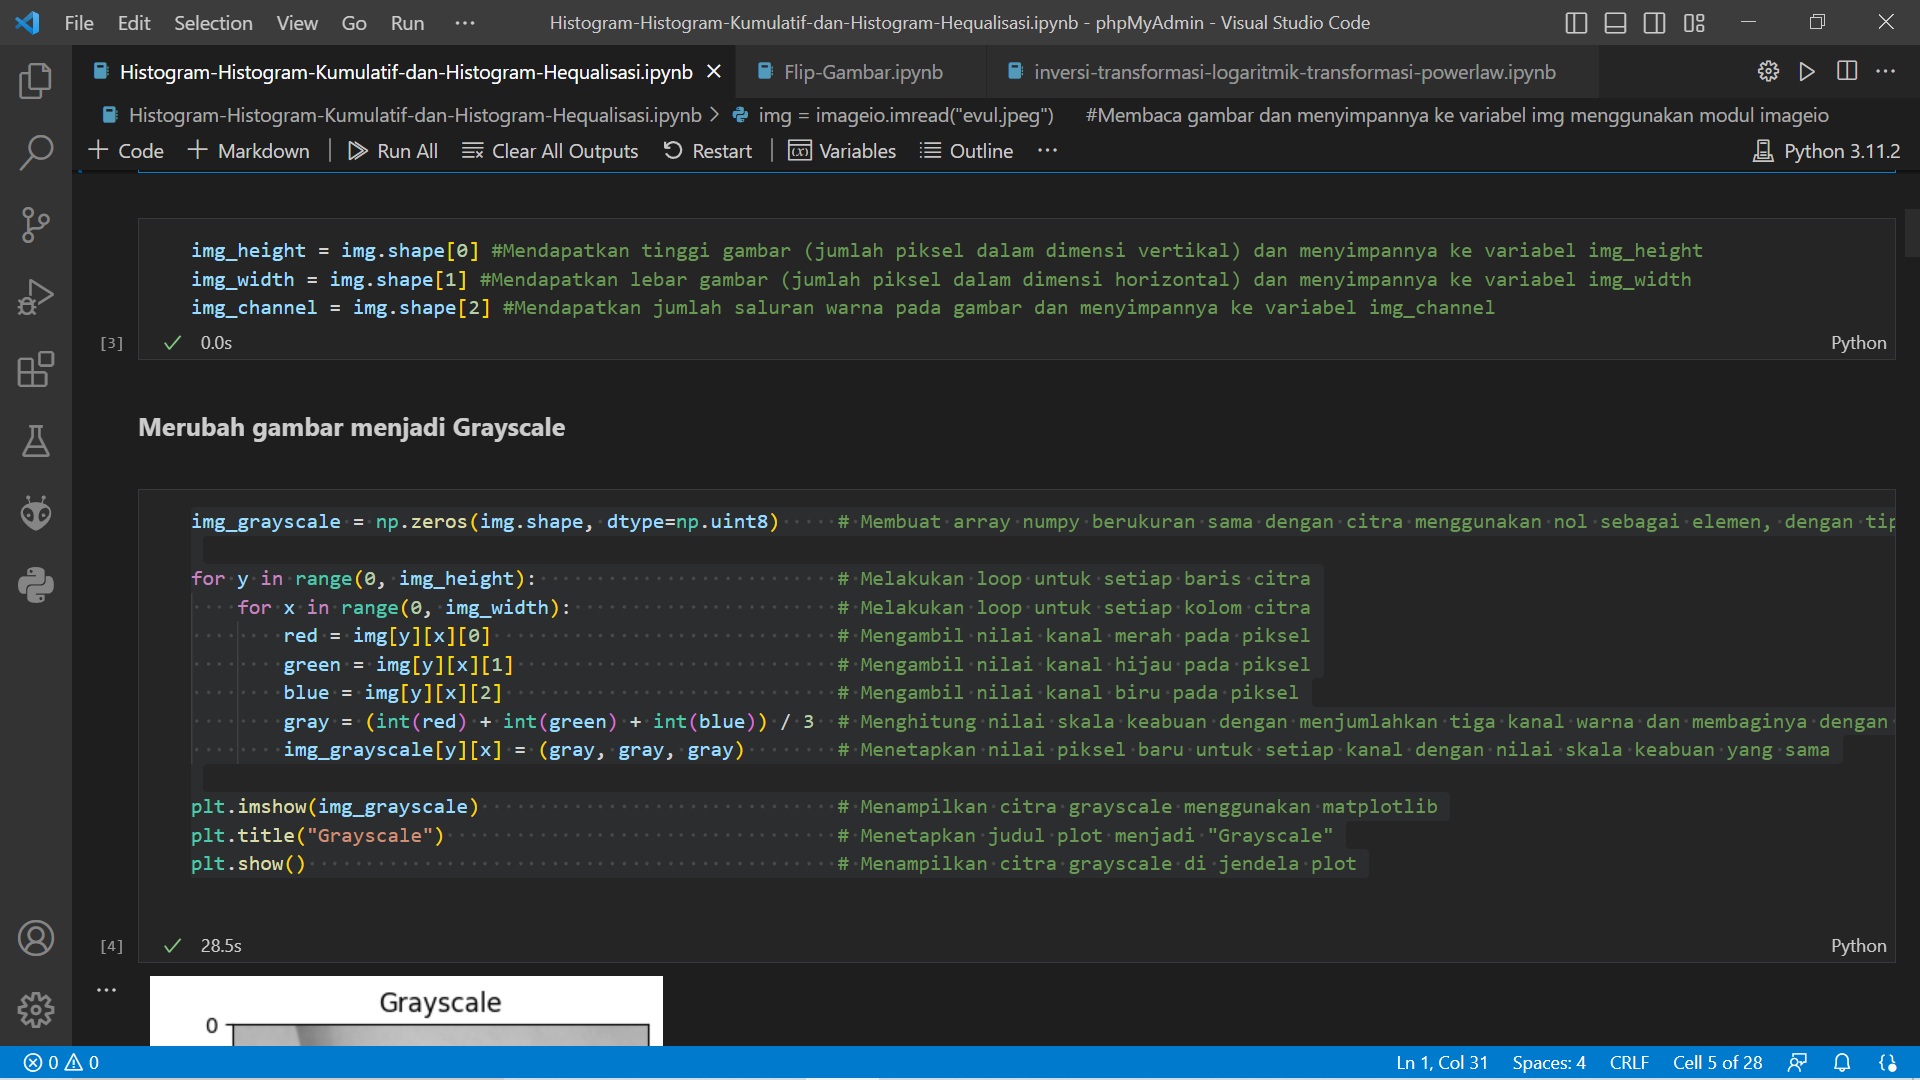 File Edit Selection View Go Run ··· Histogram-Histogram-Kumulatif-dan-Histogram-Hequalisasi.ipynb - phpMyAdmin - Visual Studio Code
Histogram-Histogram-Kumulatif-dan-Histogram-Hequalisasi.ipynb Flip-Gambar.ipynb inversi-transformasi-logaritmik-transformasi-powerlaw.ipynb
Histogram-Histogram-Kumulatif-dan-Histogram-Hequalisasi.ipynb > img = imageio.imread("evul.jpeg") #Membaca gambar dan menyimpannya ke variabel img menggunakan modul imageio
+ Code + Markdown | Run All Clear All Outputs Restart | Variables Outline ··· Python 3.11.2
img_height = img.shape[0] #Mendapatkan tinggi gambar (jumlah piksel dalam dimensi vertikal) dan menyimpannya ke variabel img_height
img_width = img.shape[1] #Mendapatkan lebar gambar (jumlah piksel dalam dimensi horizontal) dan menyimpannya ke variabel img_width
img_channel = img.shape[2] #Mendapatkan jumlah saluran warna pada gambar dan menyimpannya ke variabel img_channel
[3] 0.0s Python
Merubah gambar menjadi Grayscale
img_grayscale = np.zeros(img.shape, dtype=np.uint8) # Membuat array numpy berukuran sama dengan citra menggunakan nol sebagai elemen, dengan tip
for y in range(0, img_height): # Melakukan loop untuk setiap baris citra
for x in range(0, img_width): # Melakukan loop untuk setiap kolom citra
red = img[y][x][0] # Mengambil nilai kanal merah pada piksel
green = img[y][x][1] # Mengambil nilai kanal hijau pada piksel
blue = img[y][x][2] # Mengambil nilai kanal biru pada piksel
gray = (int(red) + int(green) + int(blue)) / 3 # Menghitung nilai skala keabuan dengan menjumlahkan tiga kanal warna dan membaginya dengan
img_grayscale[y][x] = (gray, gray, gray) # Menetapkan nilai piksel baru untuk setiap kanal dengan nilai skala keabuan yang sama
plt.imshow(img_grayscale) # Menampilkan citra grayscale menggunakan matplotlib
plt.title("Grayscale") # Menetapkan judul plot menjadi "Grayscale"
plt.show() # Menampilkan citra grayscale di jendela plot
[4] 28.5s Python
Grayscale
0
0 0 Ln 1, Col 31 Spaces: 4 CRLF Cell 5 of 28